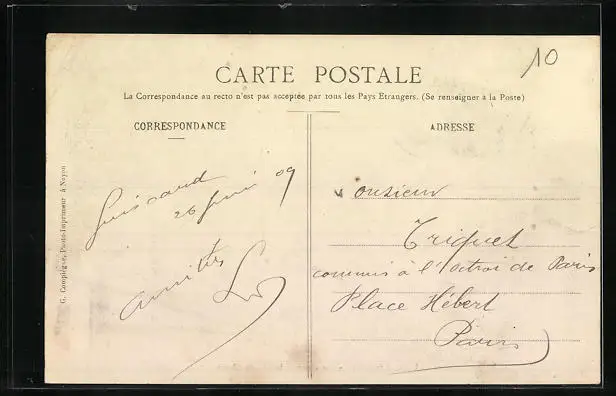 10
CARTE POSTALE
La Correspondance au recto n'est pas acceptée par tous les Pays Etrangers. (Se renseigner à la Poste)
CORRESPONDANCE
ADRESSE
G. Compiègne, Photo-Imprimeur à Noyon
Guiscard
26 Juin 09
amitiés
Monsieur
Triquet
commis à l'octroi de Paris
Place Hébert
Paris